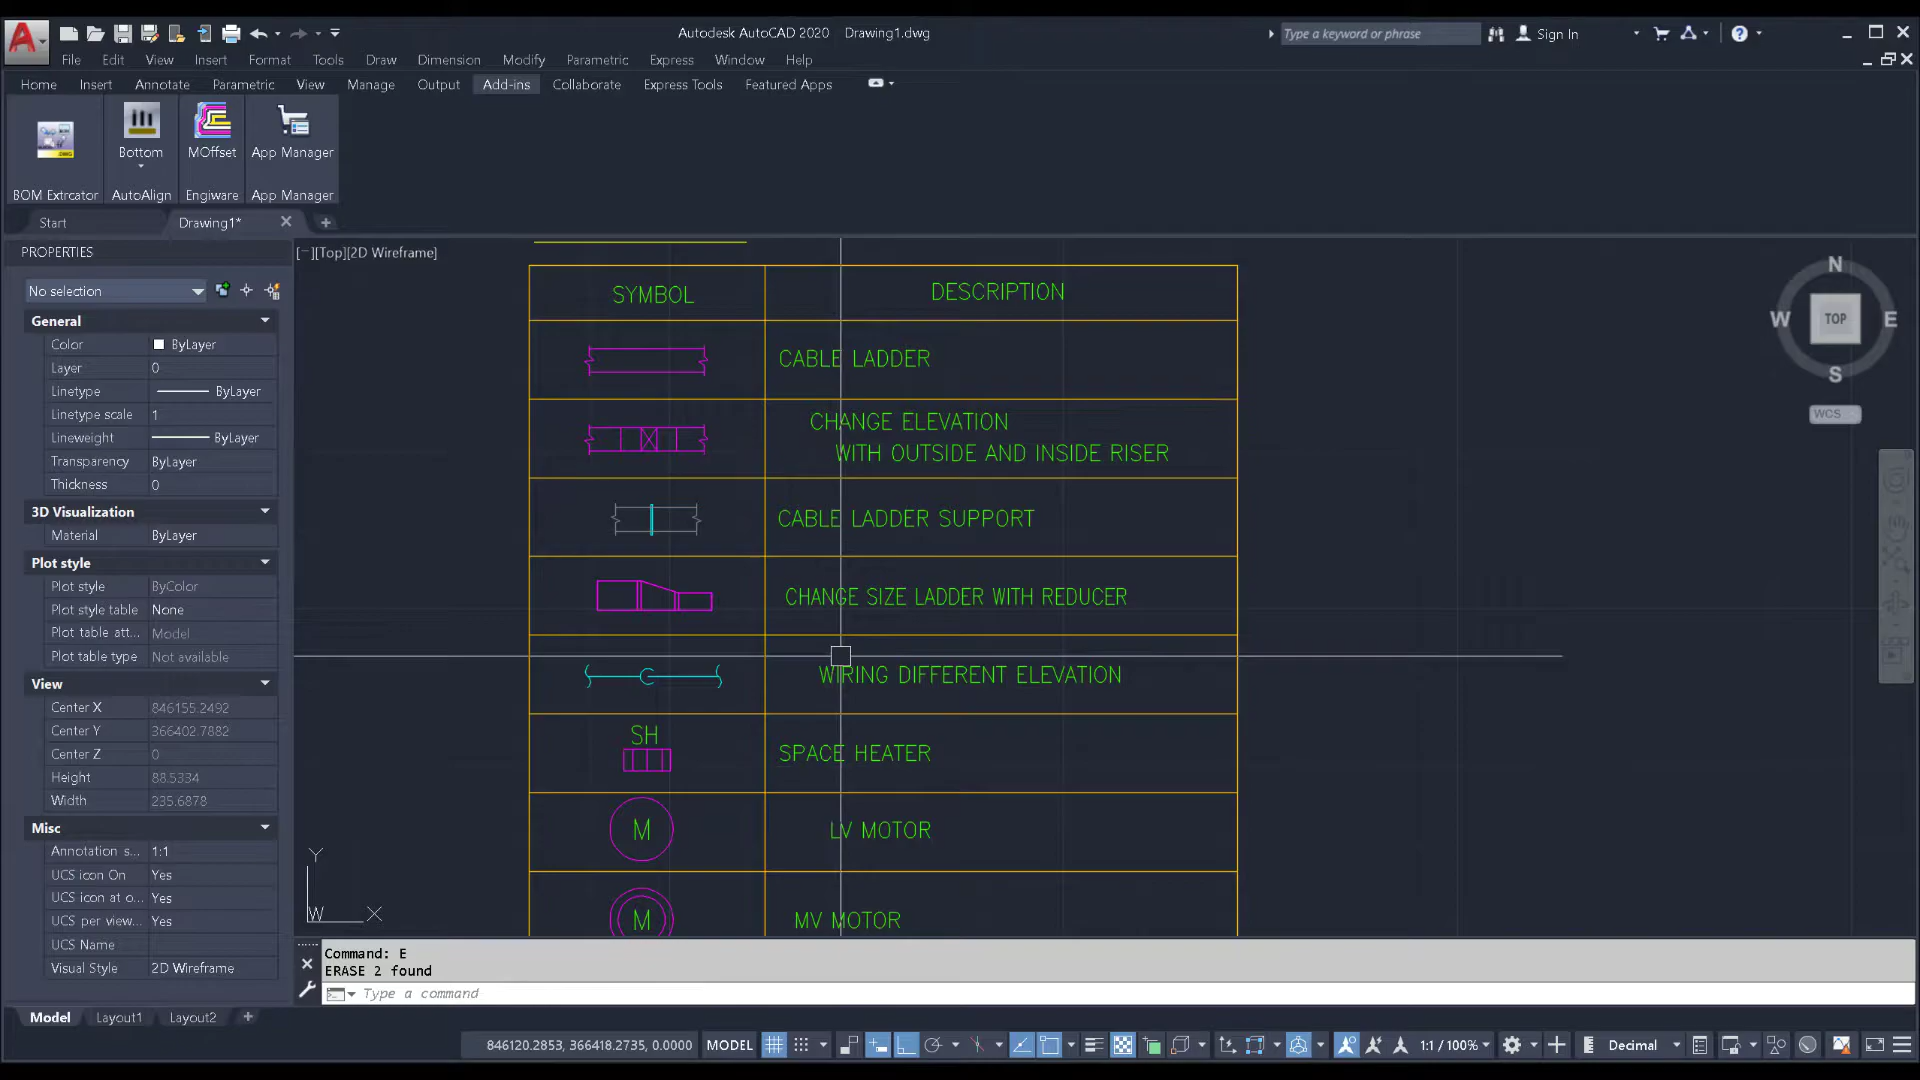 Autodesk AutoCAD 2020 Drawing1.dwg
Type a keyword or phrase
Sign In
File Edit View Insert Format Tools Draw Dimension Modify Parametric Express Window Help
Home Insert Annotate Parametric View Manage Output Add-ins Collaborate Express Tools Featured Apps
Bottom MOffset App Manager
BOM Extrcator AutoAlign Engiware App Manager
Start Drawing1*
PROPERTIES
[−][Top][2D Wireframe]
No selection
General
Color ByLayer
Layer 0
Linetype ByLayer
Linetype scale 1
Lineweight ByLayer
Transparency ByLayer
Thickness 0
3D Visualization
Material ByLayer
Plot style
Plot style ByColor
Plot style table None
Plot table att... Model
Plot table type Not available
View
Center X 846155.2492
Center Y 366402.7882
Center Z 0
Height 88.5334
Width 235.6878
Misc
Annotation s... 1:1
UCS icon On Yes
UCS icon at o... Yes
UCS per view... Yes
UCS Name
Visual Style 2D Wireframe
SYMBOL DESCRIPTION
CABLE LADDER
CHANGE ELEVATION
WITH OUTSIDE AND INSIDE RISER
CABLE LADDER SUPPORT
CHANGE SIZE LADDER WITH REDUCER
WIRING DIFFERENT ELEVATION
SH
SPACE HEATER
M LV MOTOR
M MV MOTOR
N
W TOP E
S
WCS
Y
W X
Command: E
ERASE 2 found
Type a command
Model Layout1 Layout2
846120.2853, 366418.2735, 0.0000 MODEL 1:1 / 100% Decimal